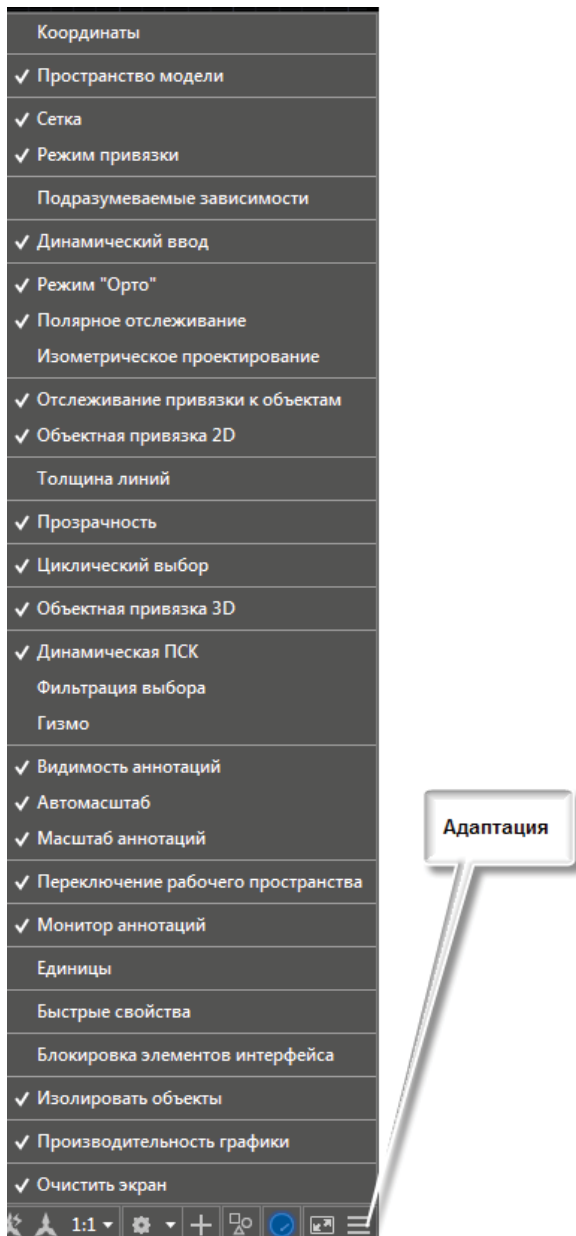 Координаты
Пространство модели
Сетка
Режим привязки
Подразумеваемые зависимости
Динамический ввод
Режим "Орто"
Полярное отслеживание
Изометрическое проектирование
Отслеживание привязки к объектам
Объектная привязка 2D
Толщина линий
Прозрачность
Циклический выбор
Объектная привязка 3D
Динамическая ПСК
Фильтрация выбора
Гизмо
Видимость аннотаций
Автомасштаб
Масштаб аннотаций
Адаптация
Переключение рабочего пространства
Монитор аннотаций
Единицы
Быстрые свойства
Блокировка элементов интерфейса
Изолировать объекты
Производительность графики
Очистить экран
1:1